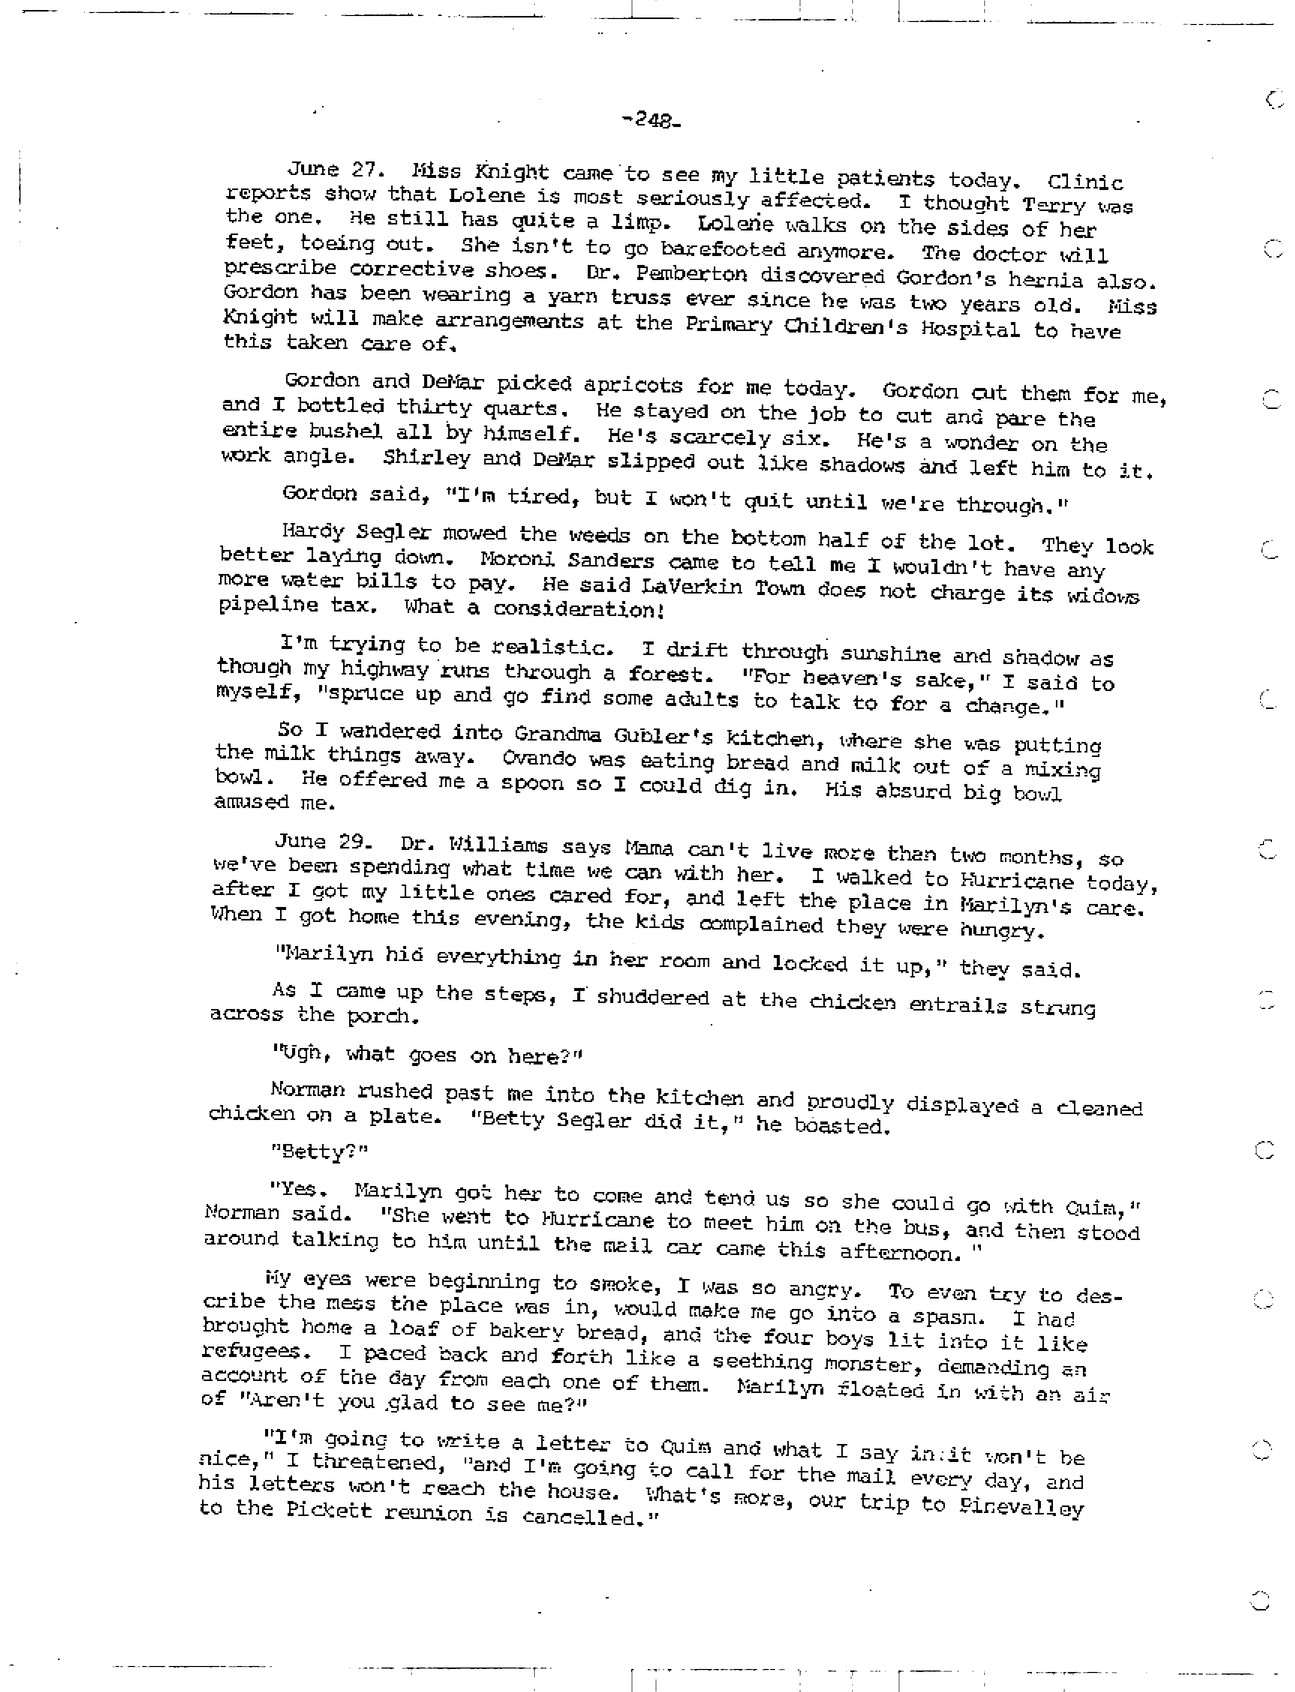 -248-
June 27. Miss Knight came to see my little patients today. Clinic
reports show that Lolene is most seriously affected. I thought Terry was
the one. He still has quite a limp. Lolene walks on the sides of her
feet, toeing out. She isn't to go barefooted anymore. The doctor will
prescribe corrective shoes. Dr. Pemberton discovered Gordon's hernia also.
Gordon has been wearing a yarn truss ever since he was two years old. Miss
Knight will make arrangements at the Primary Children's Hospital to have
this taken care of.
Gordon and DeMar picked apricots for me today. Gordon cut them for me,
and I bottled thirty quarts. He stayed on the job to cut and pare the
entire bushel all by himself. He's scarcely six. He's a wonder on the
work angle. Shirley and DeMar slipped out like shadows and left him to it.
Gordon said, "I'm tired, but I won't quit until we're through."
Hardy Segler mowed the weeds on the bottom half of the lot. They look
better laying down. Moroni Sanders came to tell me I wouldn't have any
more water bills to pay. He said LaVerkin Town does not charge its widows
pipeline tax. What a consideration!
I'm trying to be realistic. I drift through sunshine and shadow as
though my highway runs through a forest. "For heaven's sake," I said to
myself, "spruce up and go find some adults to talk to for a change."
So I wandered into Grandma Gubler's kitchen, where she was putting
the milk things away. Ovando was eating bread and milk out of a mixing
bowl. He offered me a spoon so I could dig in. His absurd big bowl
amused me.
June 29. Dr. Williams says Mama can't live more than two months, so
we've been spending what time we can with her. I walked to Hurricane today,
after I got my little ones cared for, and left the place in Marilyn's care.
When I got home this evening, the kids complained they were hungry.
"Marilyn hid everything in her room and locked it up," they said.
As I came up the steps, I shuddered at the chicken entrails strung
across the porch.
"Ugh, what goes on here?"
Norman rushed past me into the kitchen and proudly displayed a cleaned
chicken on a plate. "Betty Segler did it," he boasted.
"Betty?"
"Yes. Marilyn got her to come and tend us so she could go with Quim,"
Norman said. "She went to Hurricane to meet him on the bus, and then stood
around talking to him until the mail car came this afternoon."
My eyes were beginning to smoke, I was so angry. To even try to des-
cribe the mess the place was in, would make me go into a spasm. I had
brought home a loaf of bakery bread, and the four boys lit into it like
refugees. I paced back and forth like a seething monster, demanding an
account of the day from each one of them. Marilyn floated in with an air
of "Aren't you glad to see me?"
"I'm going to write a letter to Quim and what I say in it won't be
nice," I threatened, "and I'm going to call for the mail every day, and
his letters won't reach the house. What's more, our trip to Pinevalley
to the Pickett reunion is cancelled."